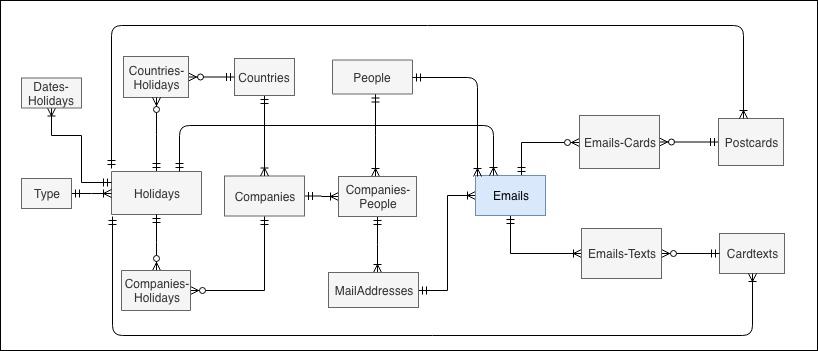 Countries-
Holidays
Countries
People
Dates-
Holidays
Emails-Cards
Postcards
Type
Holidays
Companies
Companies-
People
Emails
Emails-Texts
Cardtexts
Companies-
Holidays
MailAddresses